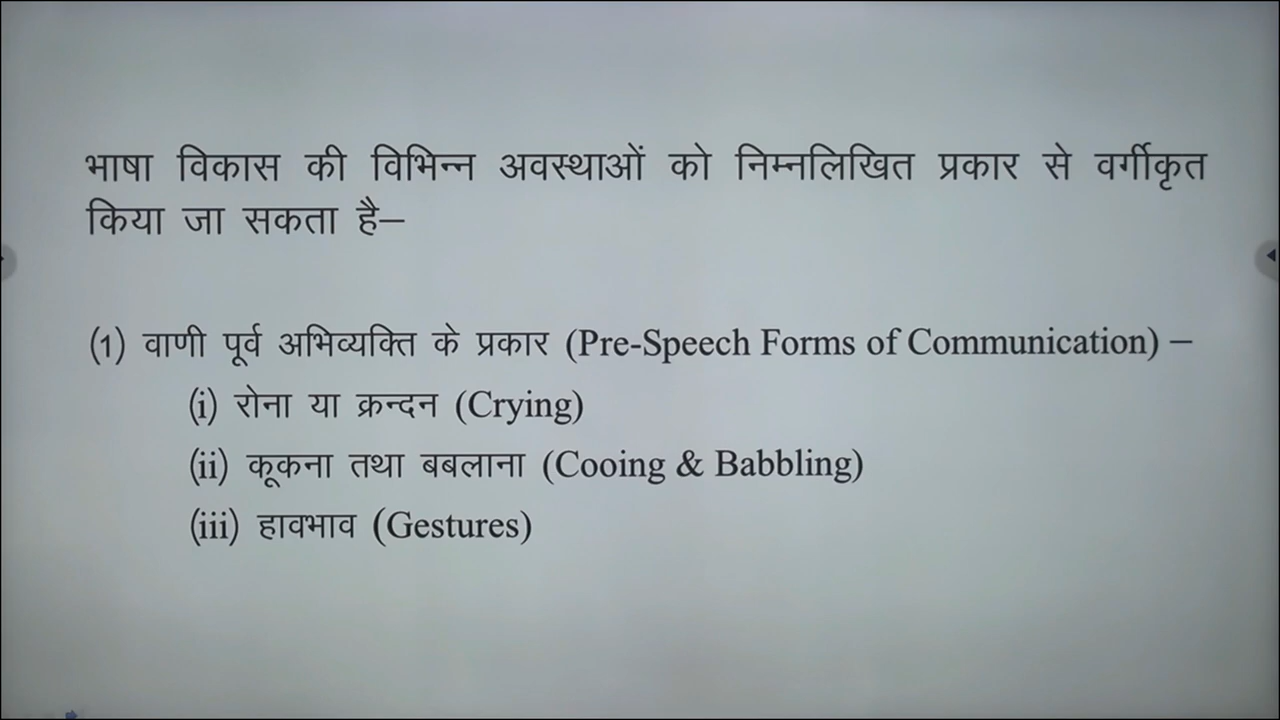 भाषा विकास की विभिन्न अवस्थाओं को निम्नलिखित प्रकार से वर्गीकृत
किया जा सकता है–
(1) वाणी पूर्व अभिव्यक्ति के प्रकार (Pre-Speech Forms of Communication) –
(i) रोना या क्रन्दन (Crying)
(ii) कूकना तथा बबलाना (Cooing & Babbling)
(iii) हावभाव (Gestures)